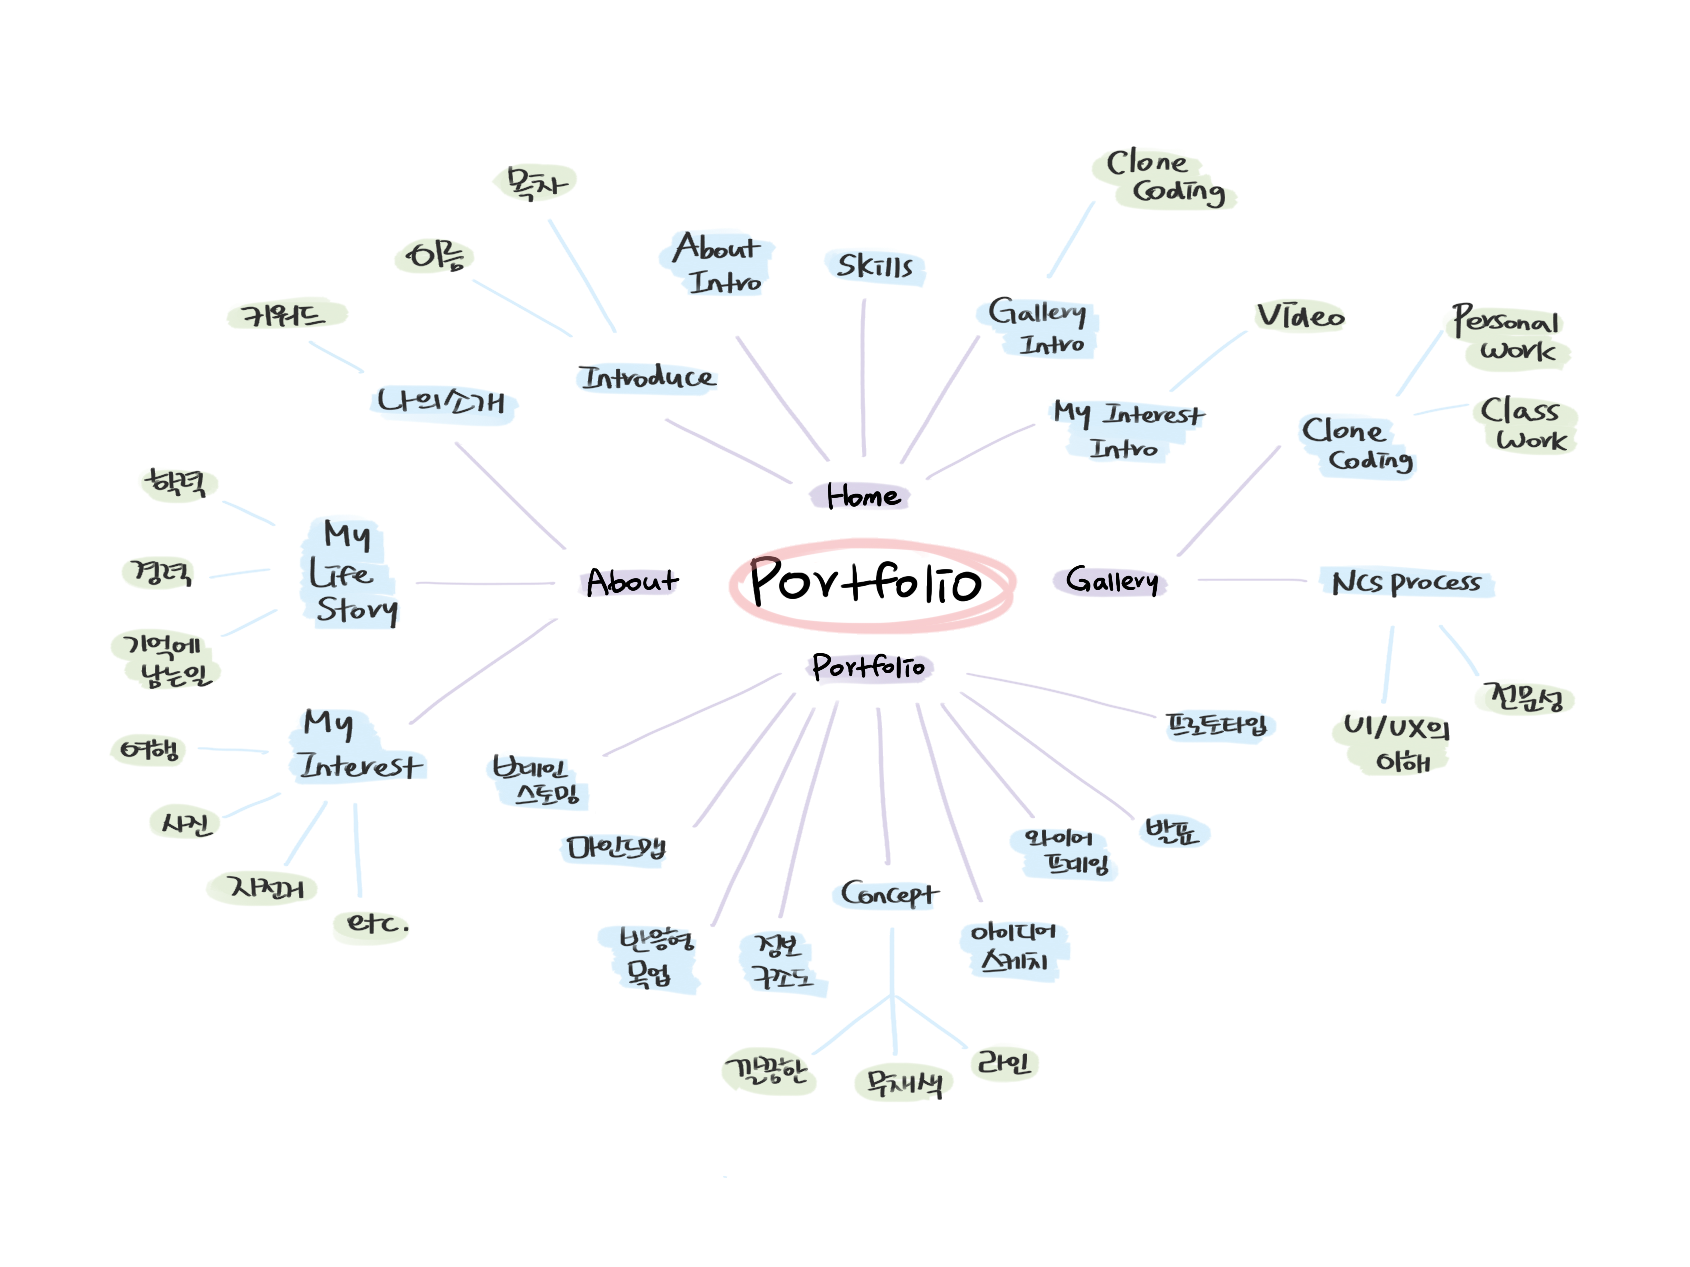 Portfolio
Home
Introduce
목차
이름
About
Intro
Skills
Gallery
Intro
Clone
Coding
My Interest
Intro
Video
Gallery
Clone
Coding
Personal
Work
Class
Work
Ncs process
UI/UX의
이해
전문성
About
나의소개
키워드
My
Life
Story
학력
경력
기억에
남는일
My
Interest
여행
사진
자전거
etc.
Portfolio
브레인
스토밍
마인드맵
반응형
목업
정보
구조도
Concept
깔끔한
무채색
라인
아이디어
스케치
와이어
프레임
발표
프로토타입